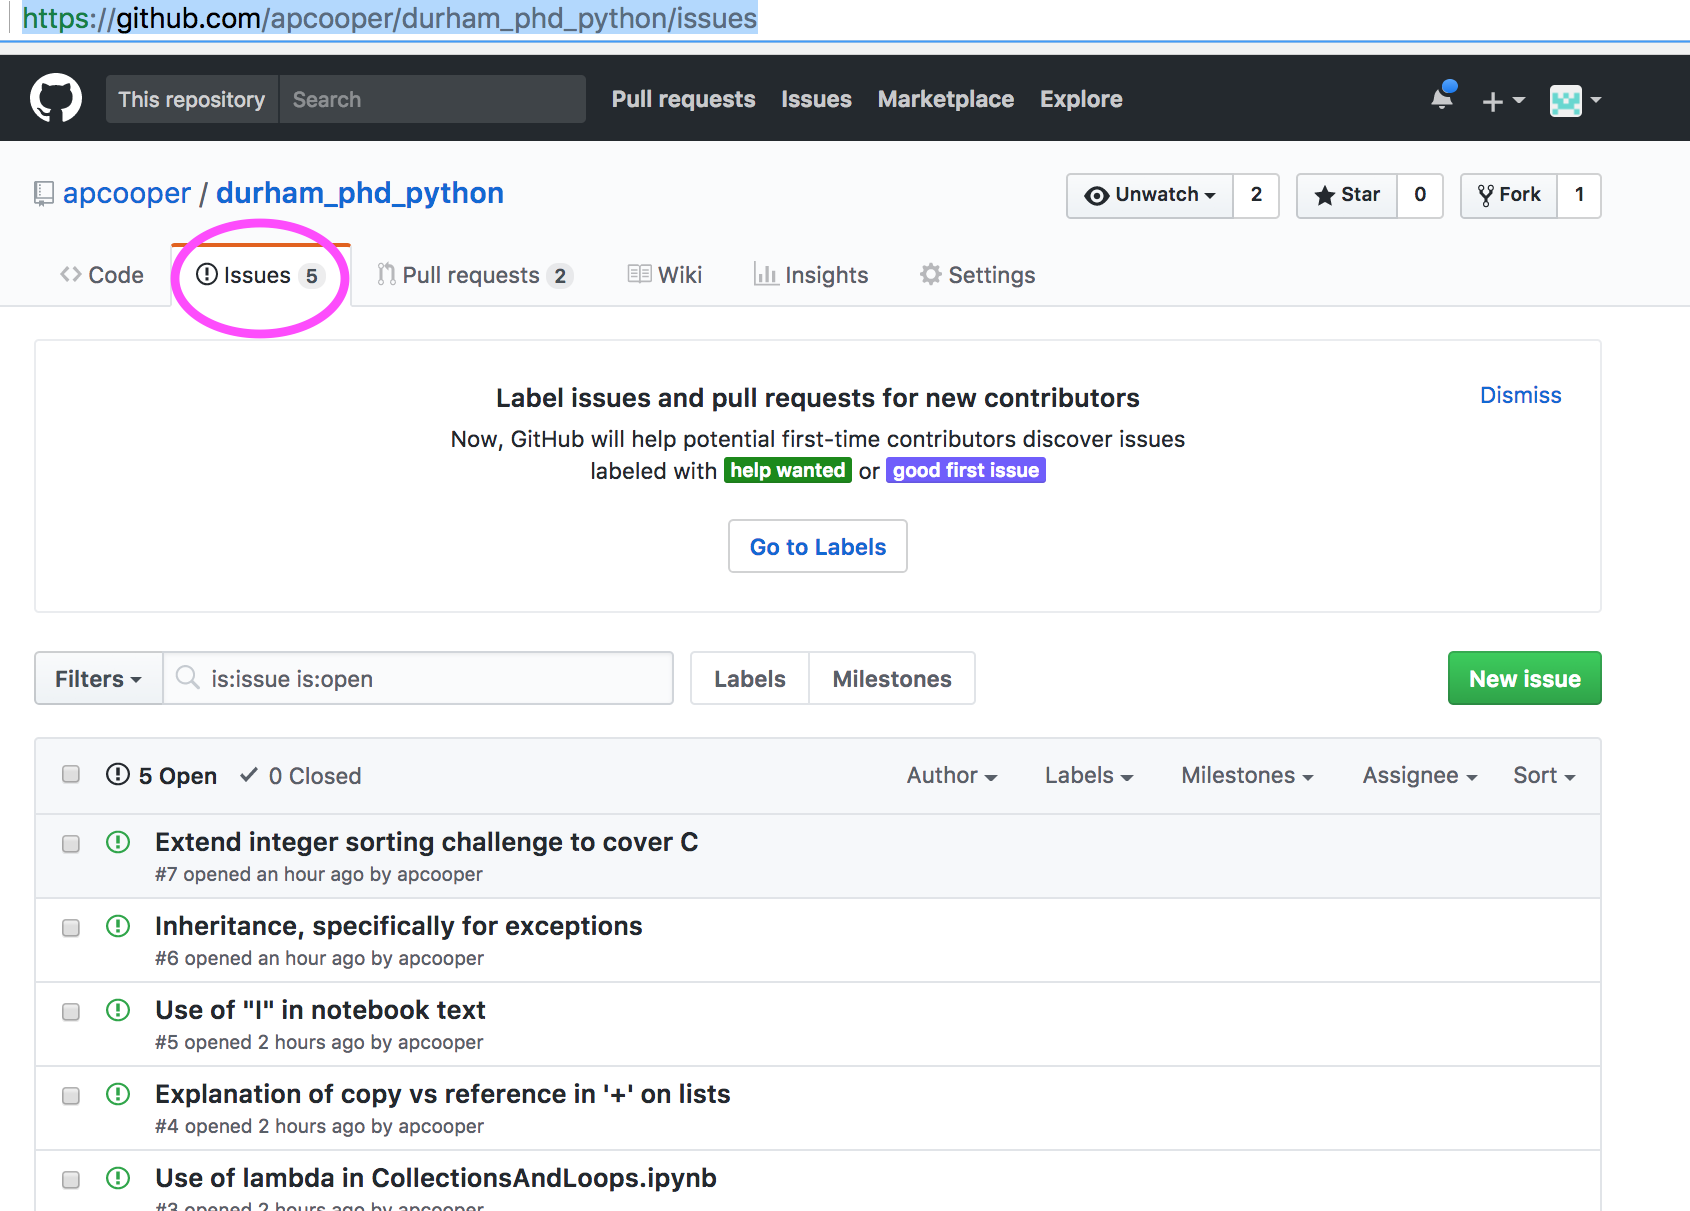 https://github.com/apcooper/durham_phd_python/issues
This repository Search Pull requests Issues Marketplace Explore
apcooper / durham_phd_python Unwatch 2 Star 0 Fork 1
Code Issues 5 Pull requests 2 Wiki Insights Settings
Label issues and pull requests for new contributors Dismiss
Now, GitHub will help potential first-time contributors discover issues
labeled with help wanted or good first issue
Go to Labels
Filters is:issue is:open Labels Milestones New issue
5 Open 0 Closed Author Labels Milestones Assignee Sort
Extend integer sorting challenge to cover C
#7 opened an hour ago by apcooper
Inheritance, specifically for exceptions
#6 opened an hour ago by apcooper
Use of "I" in notebook text
#5 opened 2 hours ago by apcooper
Explanation of copy vs reference in '+' on lists
#4 opened 2 hours ago by apcooper
Use of lambda in CollectionsAndLoops.ipynb
#3 opened 2 hours ago by apcooper